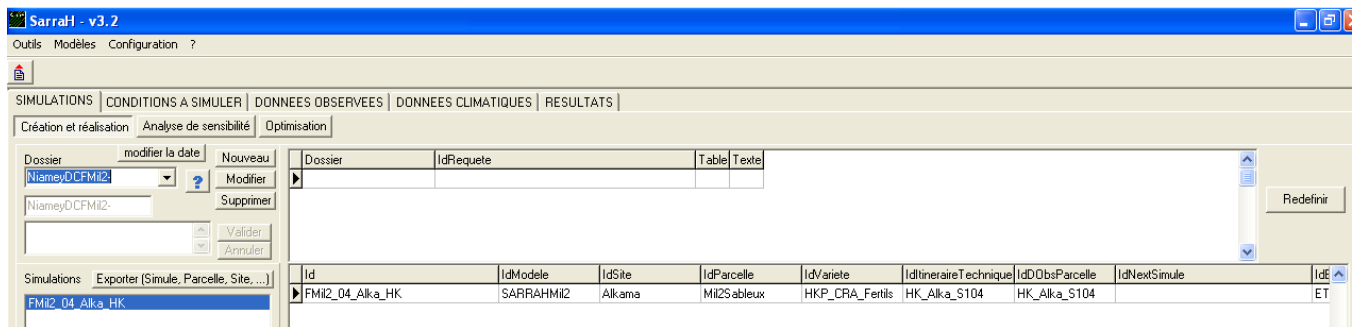 SarraH - v3.2
Outils Modèles Configuration ?
SIMULATIONS CONDITIONS A SIMULER DONNEES OBSERVEES DONNEES CLIMATIQUES RESULTATS
Création et réalisation Analyse de sensibilité Optimisation
Dossier modifier la date Nouveau
NiameyDCFMil2- ? Modifier
NiameyDCFMil2- Supprimer
Valider
Annuler
Dossier IdRequete Table Texte
Redefinir
Simulations Exporter (Simule, Parcelle, Site, ...)
FMil2_04_Alka_HK
Id IdModele IdSite IdParcelle IdVariete IdItineraireTechnique IdDObsParcelle IdNextSimule
FMil2_04_Alka_HK SARRAHMil2 Alkama Mil2Sableux HKP_CRA_Fertils HK_Alka_S104 HK_Alka_S104 ET